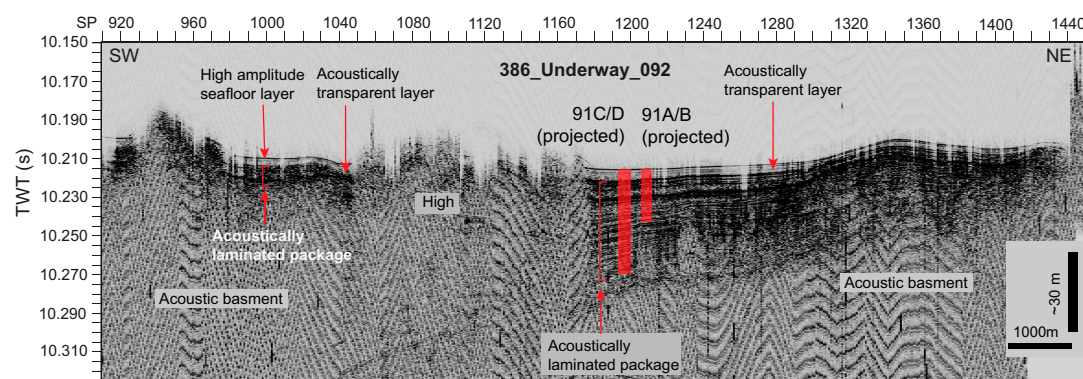 SP 920 960 1000 1040 1080 1120 1160 1200 1240 1280 1320 1360 1400 1440
10.150
SW
NE
386_Underway_092
High amplitude
seafloor layer
Acoustically
transparent layer
91C/D
(projected)
91A/B
(projected)
Acoustically
transparent layer
10.170
10.190
10.210
10.230
10.250
10.270
10.290
10.310
TWT (s)
High
Acoustically
laminated package
Acoustic basment
Acoustically
laminated package
Acoustic basment
~30 m
1000m